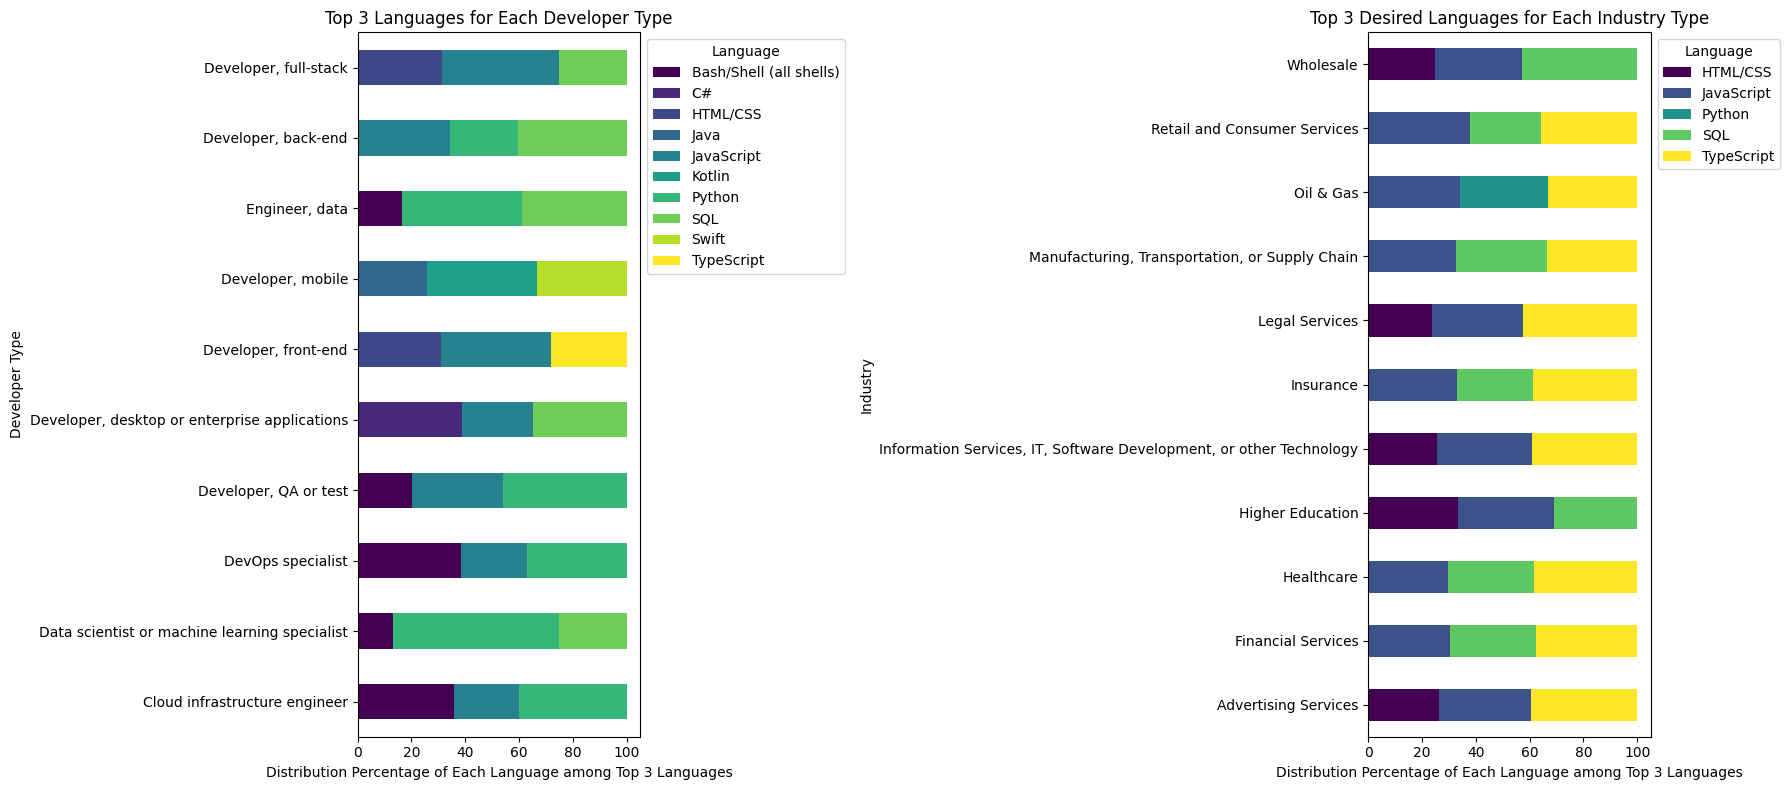 Top 3 Languages for Each Developer Type
Developer Type
Developer, full-stack
Developer, back-end
Engineer, data
Developer, mobile
Developer, front-end
Developer, desktop or enterprise applications
Developer, QA or test
DevOps specialist
Data scientist or machine learning specialist
Cloud infrastructure engineer
0 20 40 60 80 100
Distribution Percentage of Each Language among Top 3 Languages
Language
Bash/Shell (all shells)
C#
HTML/CSS
Java
JavaScript
Kotlin
Python
SQL
Swift
TypeScript
Top 3 Desired Languages for Each Industry Type
Industry
Wholesale
Retail and Consumer Services
Oil & Gas
Manufacturing, Transportation, or Supply Chain
Legal Services
Insurance
Information Services, IT, Software Development, or other Technology
Higher Education
Healthcare
Financial Services
Advertising Services
0 20 40 60 80 100
Distribution Percentage of Each Language among Top 3 Languages
Language
HTML/CSS
JavaScript
Python
SQL
TypeScript